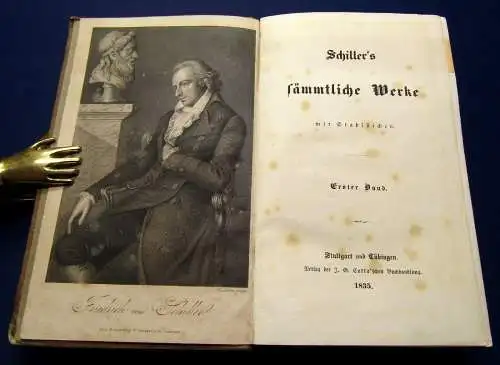 Friedrich von Schiller
Schiller's
sämmtliche Werke
mit Stahlstichen.
Erster Band.
Stuttgart und Tübingen.
Verlag der J. G. Cotta'schen Buchhandlung.
1835.